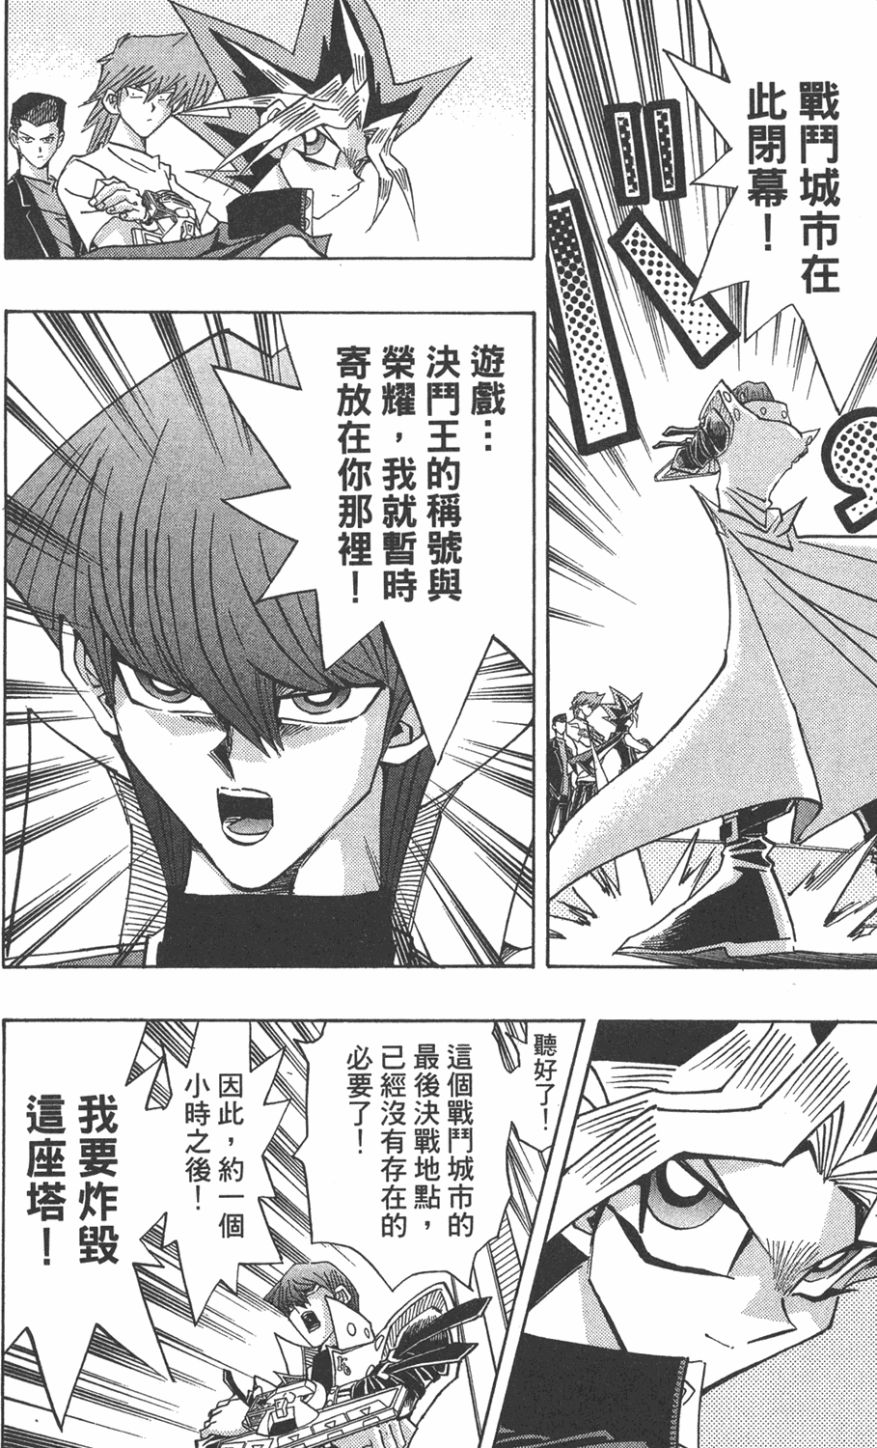 戰鬥城市在
此閉幕！
遊戲…
決鬥王的稱號與
榮耀，我就暫時
寄放在你那裡！
聽好了！
這個戰鬥城市的
最後決戰地點，
已經沒有存在的
必要了！
因此，約一個
小時之後！
我要炸毀
這座塔！